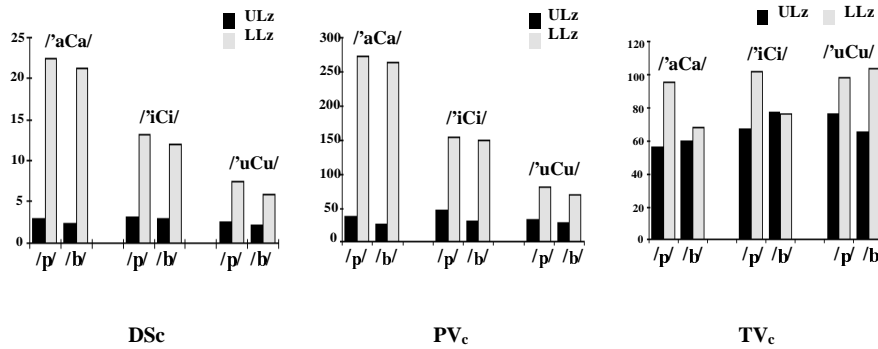 ULz
LLz
25
20
15
10
5
0
/'aCa/
/'iCi/
/'uCu/
/p/ /b/ /p/ /b/ /p/ /b/
DSc
ULz
LLz
300
250
200
150
100
50
0
/'aCa/
/'iCi/
/'uCu/
/p/ /b/ /p/ /b/ /p/ /b/
PVc
ULz LLz
120
100
80
60
40
20
0
/'aCa/ /'iCi/ /'uCu/
/p/ /b/ /p/ /b/ /p/ /b/
TVc